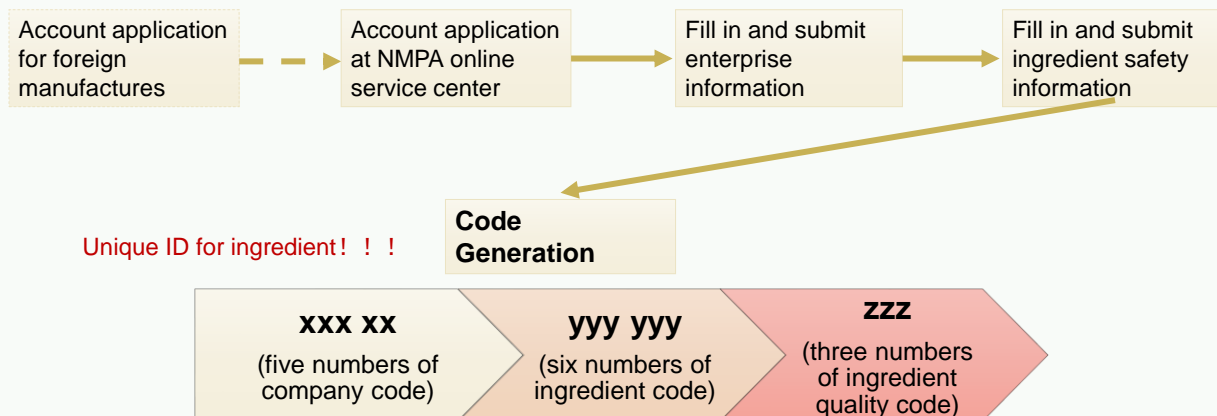 Account application
for foreign
manufactures
Account application
at NMPA online
service center
Fill in and submit
enterprise
information
Fill in and submit
ingredient safety
information
Code
Generation
Unique ID for ingredient！！！
xxx xx
(five numbers of
company code)
yyy yyy
(six numbers of
ingredient code)
zzz
(three numbers
of ingredient
quality code)